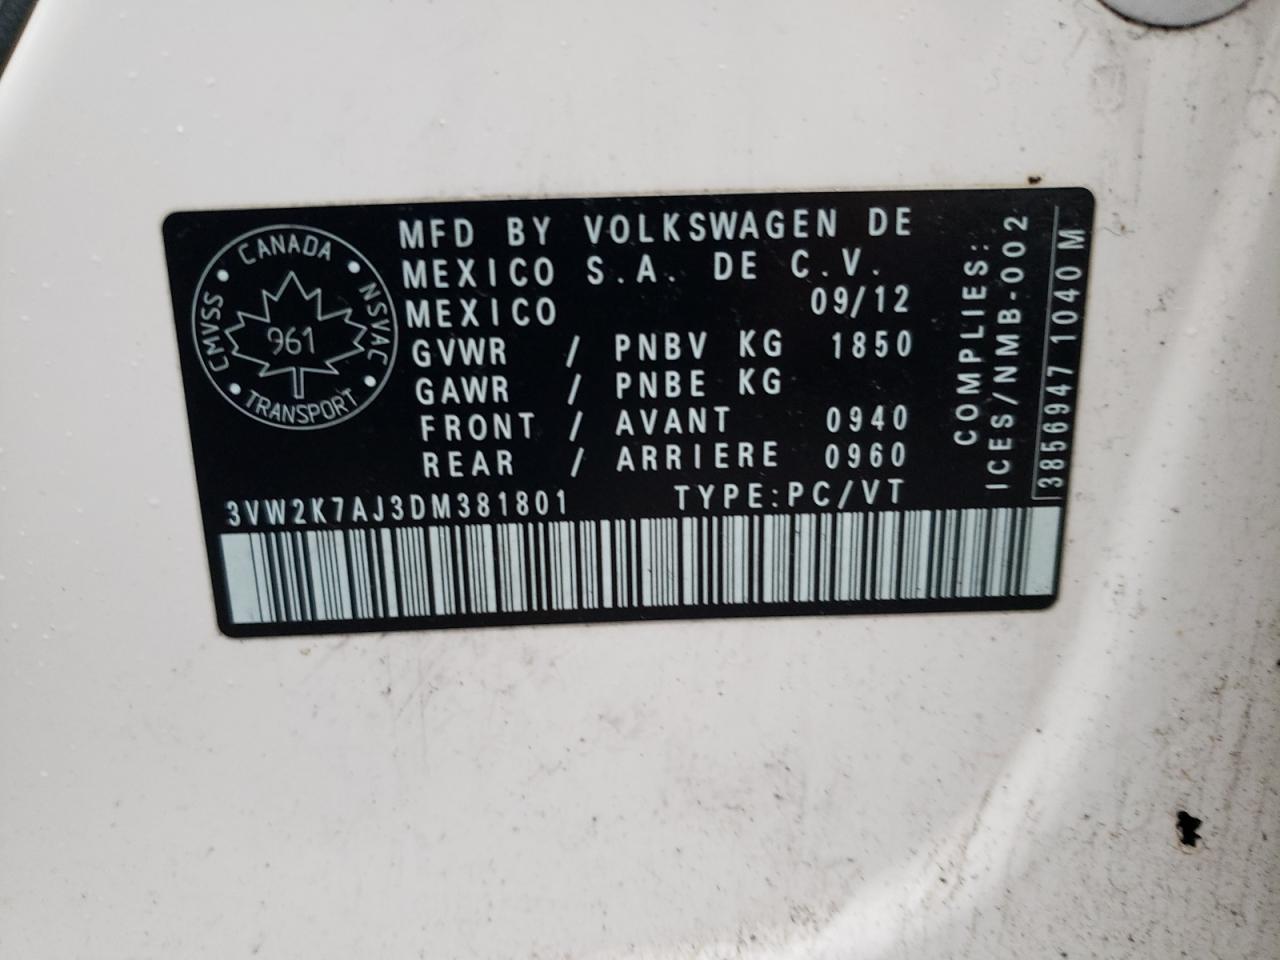 CANADA
CMVSS
NSVAC
961
TRANSPORT
MFD BY VOLKSWAGEN DE
MEXICO S.A. DE C.V.
MEXICO 09/12
GVWR / PNBV KG 1850
GAWR / PNBE KG
FRONT / AVANT 0940
REAR / ARRIERE 0960
3VW2K7AJ3DM381801 TYPE:PC/VT
COMPLIES:
ICES/NMB-002
3856947 1040 M